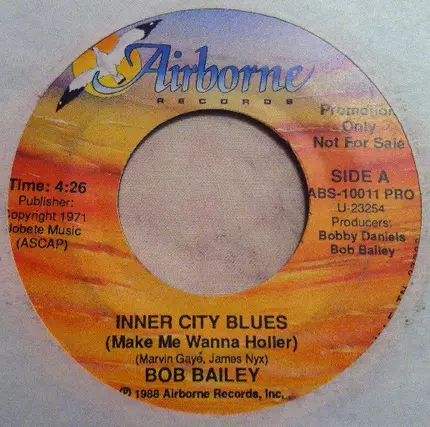 Airborne
RECORDS
Promotion
Only
Not For Sale
Time: 4:26
Publisher:
Copyright 1971
Jobete Music
(ASCAP)
SIDE A
ABS-10011 PRO
U-23254
Producers:
Bobby Daniels
Bob Bailey
INNER CITY BLUES
(Make Me Wanna Holler)
(Marvin Gaye, James Nyx)
BOB BAILEY
℗ 1988 Airborne Records, Inc.